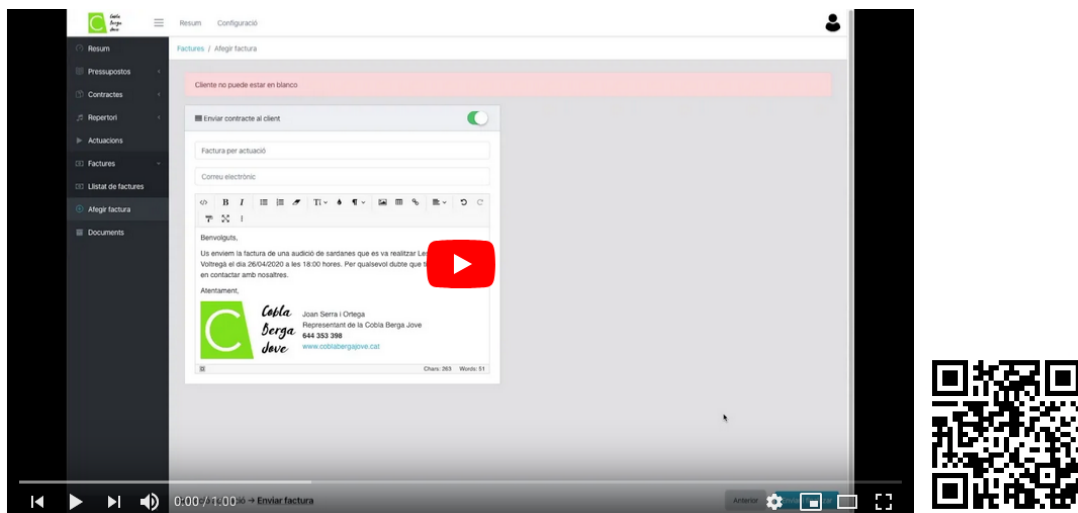 Cobla
Berga
Jove
Resum Configuració
Resum
Factures / Afegir factura
Pressupostos
Contractes
Repertori
Actuacions
Factures
Llistat de factures
Afegir factura
Documents
Cliente no puede estar en blanco
Enviar contracte al client
Factura per actuació
Correu electrònic
B I
Benvolguts,
Us enviem la factura de una audició de sardanes que es va realitzar
Voltregà el dia 26/04/2020 a les 18:00 hores. Per qualsevol dubte que
en contactar amb nosaltres.
Atentament,
Cobla
Berga
Jove
Joan Serra i Ortega
Representant de la Cobla Berga Jove
644 353 398
www.coblabergajove.cat
Chars: 263 Words: 51
0:00 / 1:00
→ Enviar factura
Anterior